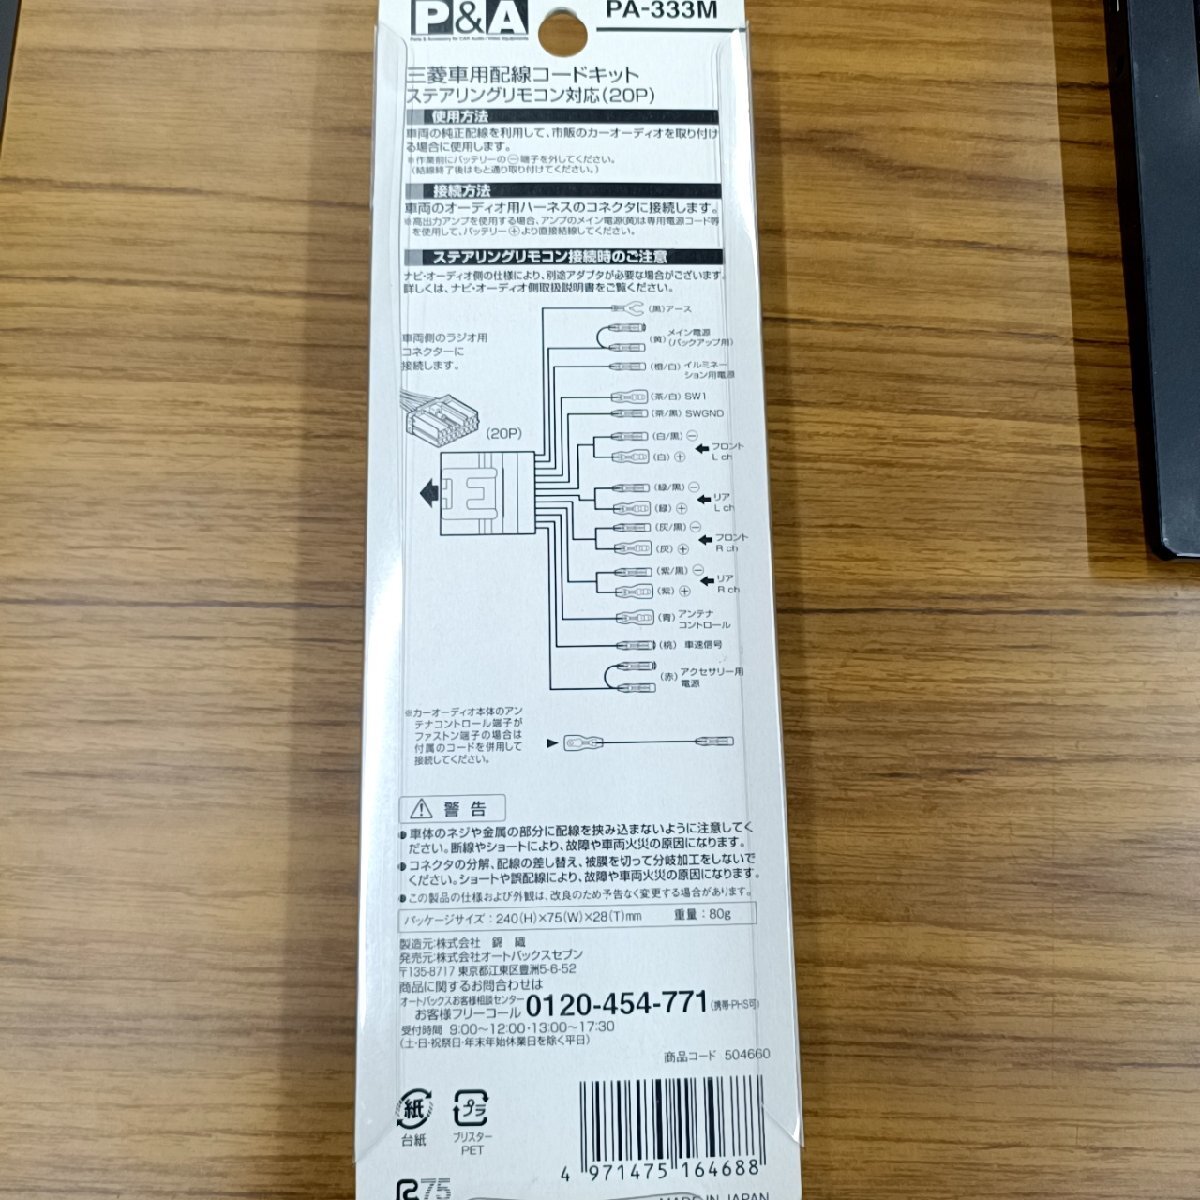 P&A
PA-333M
三菱車用配線コードキット
ステアリングリモコン対応(20P)
使用方法
車両の純正配線を利用して、市販のカーオーディオを取り付け
る場合に使用します。
※作業前にバッテリーの⊖端子を外してください。
(結線終了後はもと通り取り付けてください。)
接続方法
車両のオーディオ用ハーネスのコネクタに接続します。
※高出力アンプを使用する場合、アンプのメイン電源(黄)は専用電源コード等
を使用して、バッテリー⊕より直接結線してください。
ステアリングリモコン接続時のご注意
ナビ・オーディオ側の仕様により、別途アダプタが必要な場合がございます。
詳しくは、ナビ・オーディオ側取扱説明書をご覧ください。
車両側のラジオ用
コネクターに
接続します。
(20P)
(黒)アース
(黄)メイン電源
(バックアップ用)
(橙/白)イルミネー
ション用電源
(茶/白)SW1
(茶/黒)SWGND
(白/黒)⊖
(白)⊕
フロント
L ch
(緑/黒)⊖
(緑)⊕
リア
L ch
(灰/黒)⊖
(灰)⊕
フロント
R ch
(紫/黒)⊖
(紫)⊕
リア
R ch
(青)アンテナ
コントロール
(桃)車速信号
(赤)アクセサリー用
電源
※カーオーディオ本体のアン
テナコントロール端子が
ファストン端子の場合は
付属のコードを併用して
接続してください。
警告
●車体のネジや金属の部分に配線を挟み込まないように注意してく
ださい。断線やショートにより、故障や車両火災の原因になります。
●コネクタの分解、配線の差し替え、被膜を切って分岐加工をしないで
ください。ショートや誤配線により、故障や車両火災の原因になります。
●この製品の仕様および外観は、改良のため予告なく変更する場合があります。
パッケージサイズ:240(H)×75(W)×28(T)mm 重量:80g
製造元:株式会社 錦織
発売元:株式会社オートバックスセブン
〒135-8717 東京都江東区豊洲5-6-52
商品に関するお問合わせは
オートバックスお客様相談センター
お客様フリーコール 0120-454-771 (携帯・PHS可)
受付時間 9:00～12:00・13:00～17:30
(土・日・祝祭日・年末年始休業日を除く平日)
商品コード 504660
紙
台紙
プラ
ブリスター
PET
4 971475 164688
R75
MADE IN JAPAN